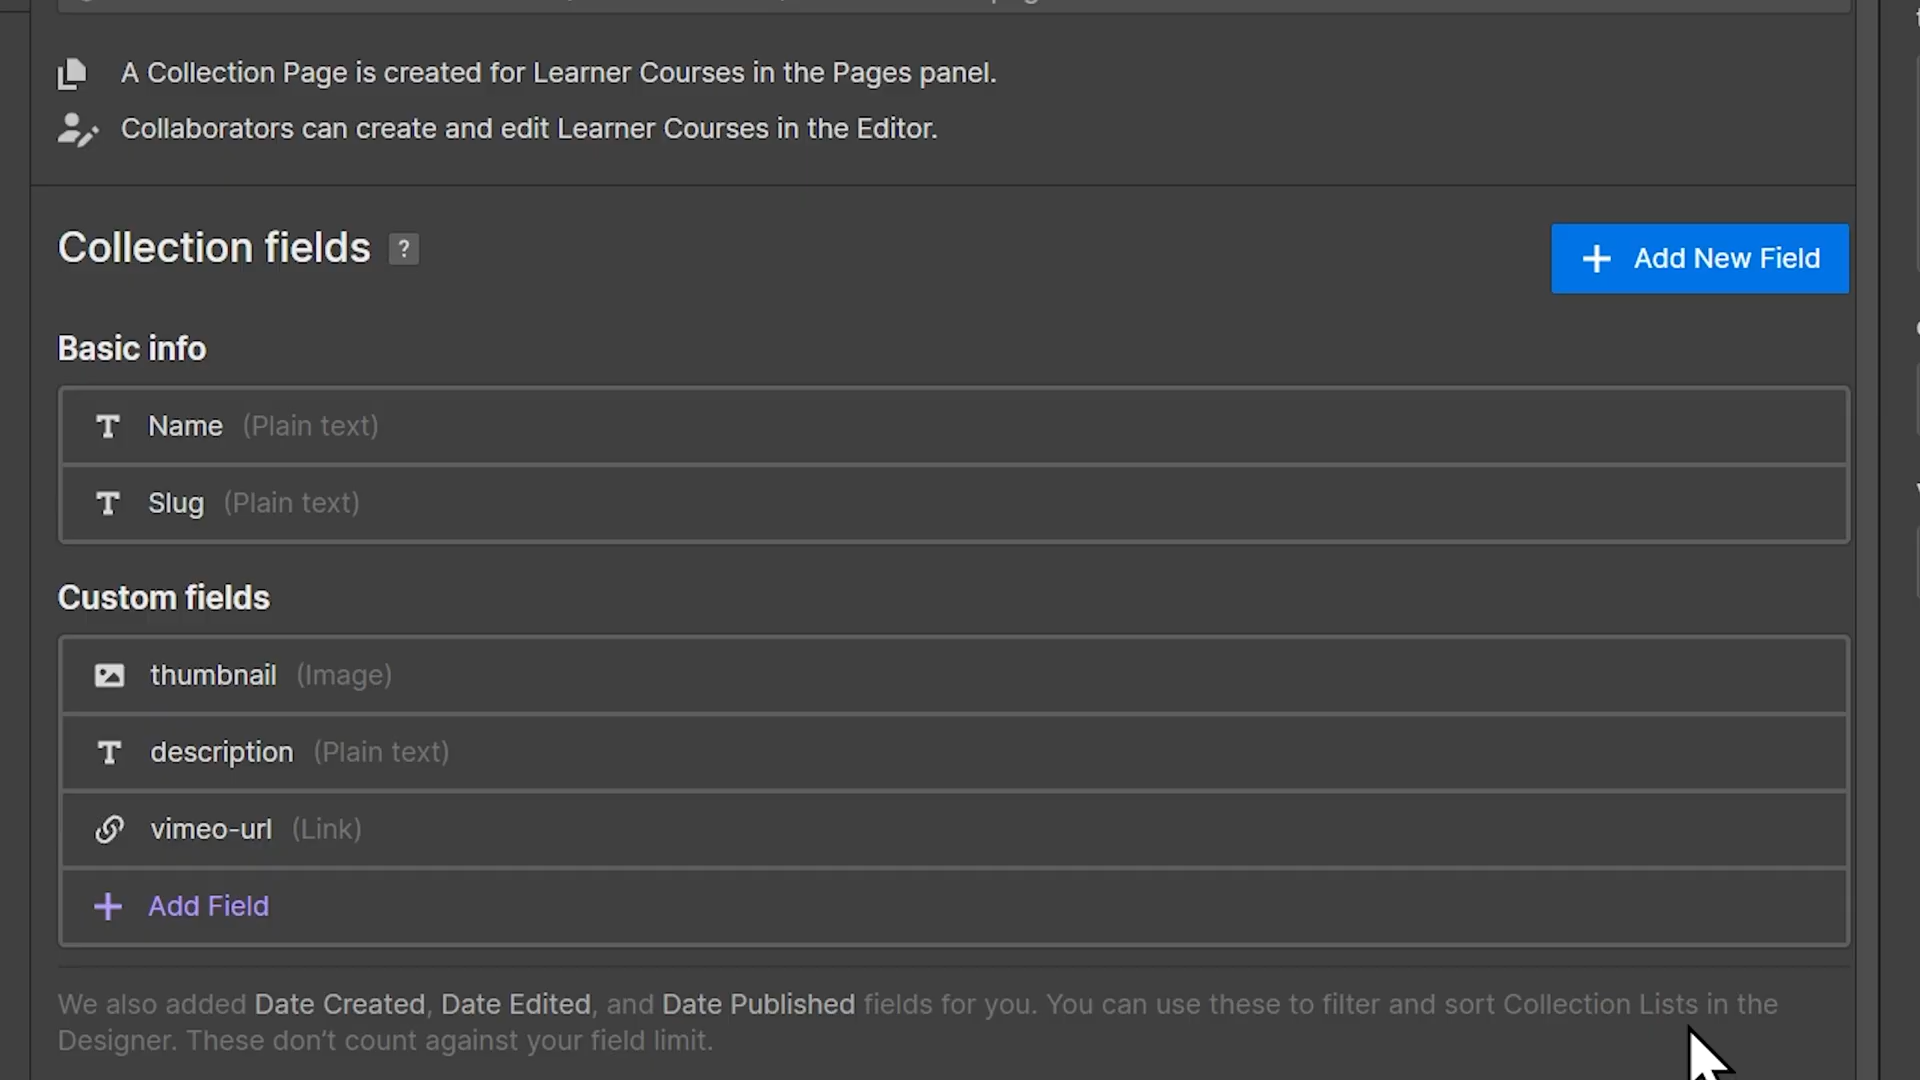 A Collection Page is created for Learner Courses in the Pages panel.
Collaborators can create and edit Learner Courses in the Editor.
Collection fields ?
+ Add New Field
Basic info
Name (Plain text)
Slug (Plain text)
Custom fields
thumbnail (Image)
description (Plain text)
vimeo-url (Link)
+ Add Field
We also added Date Created, Date Edited, and Date Published fields for you. You can use these to filter and sort Collection Lists in the
Designer. These don’t count against your field limit.